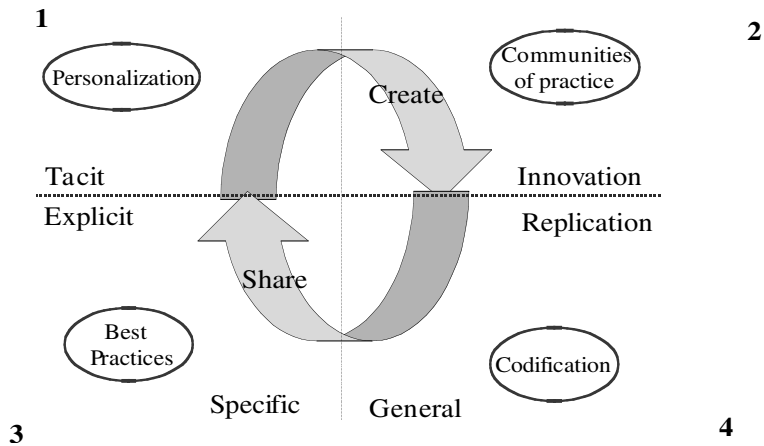 1
2
Personalization
Communities
of practice
Create
Tacit
Innovation
Explicit
Replication
Share
Best
Practices
Codification
Specific
General
3
4